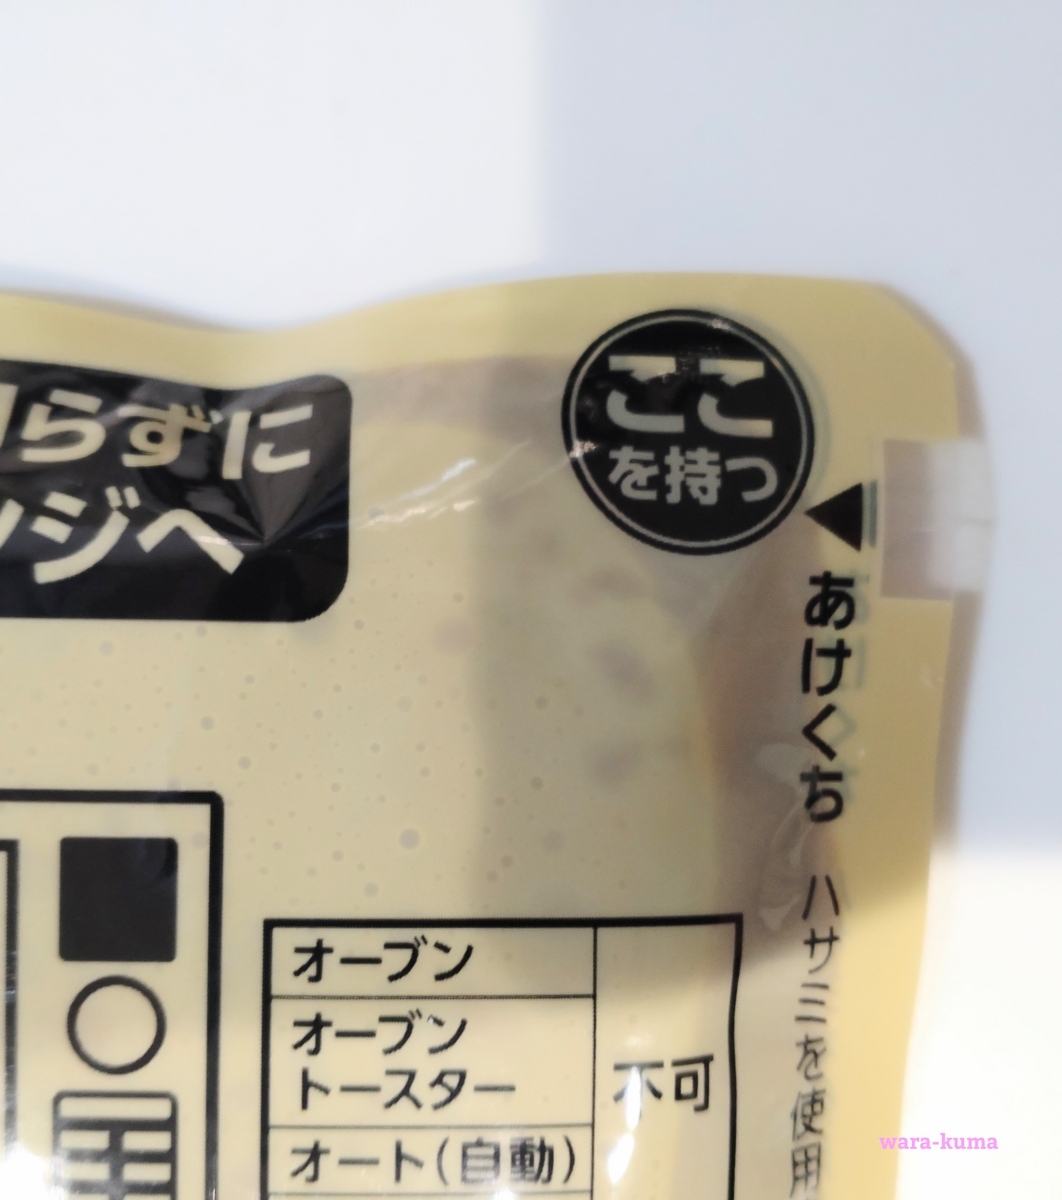 らずに
ジへ
ここ
を持つ
あけくち ハサミを使用
オーブン
オーブン
トースター
オート(自動)
不可
wara-kuma